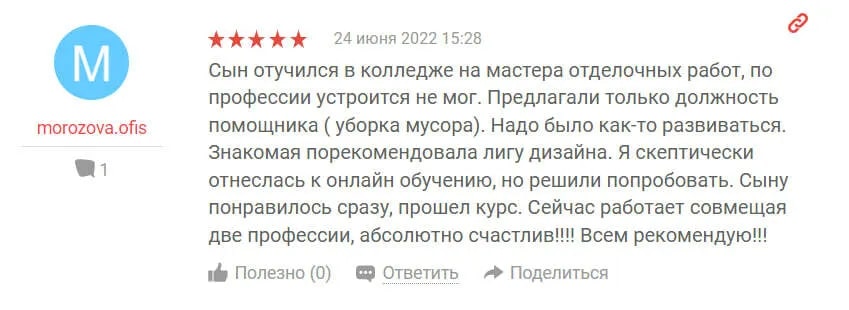 24 июня 2022 15:28
M
morozova.ofis
1
Сын отучился в колледже на мастера отделочных работ, по
профессии устроится не мог. Предлагали только должность
помощника ( уборка мусора). Надо было как-то развиваться.
Знакомая порекомендовала лигу дизайна. Я скептически
отнеслась к онлайн обучению, но решили попробовать. Сыну
понравилось сразу, прошел курс. Сейчас работает совмещая
две профессии, абсолютно счастлив!!!! Всем рекомендую!!!
Полезно (0) Ответить Поделиться